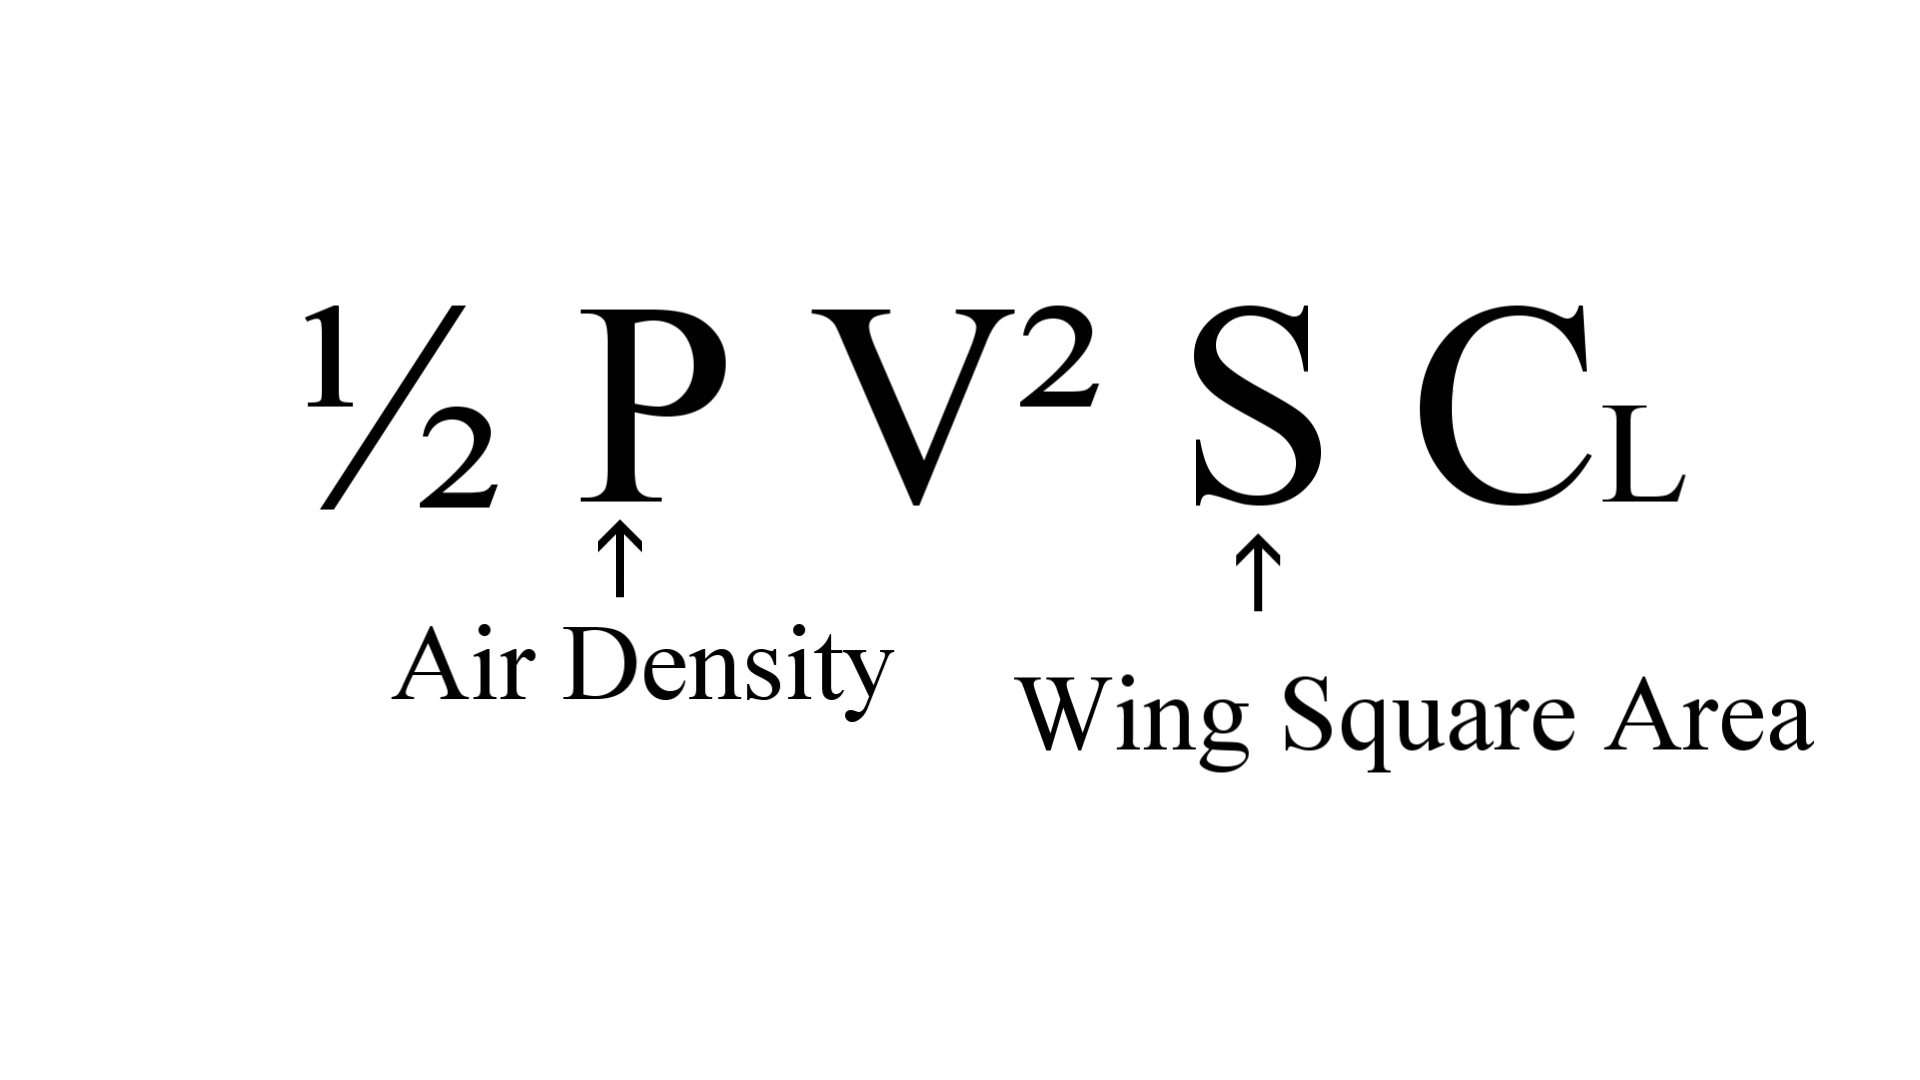 ½ P V² S CL
↑ ↑
Air Density
Wing Square Area